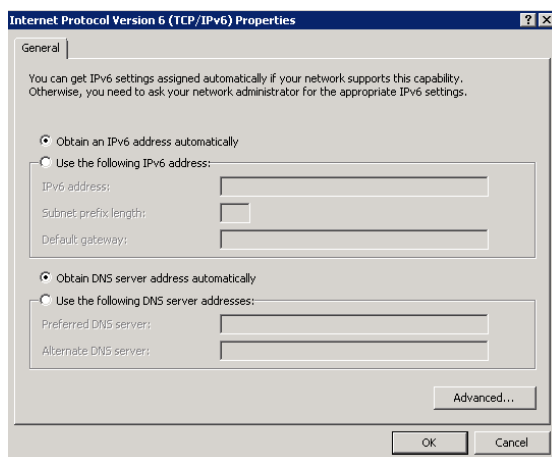 Internet Protocol Version 6 (TCP/IPv6) Properties
General
You can get IPv6 settings assigned automatically if your network supports this capability.
Otherwise, you need to ask your network administrator for the appropriate IPv6 settings.
Obtain an IPv6 address automatically
Use the following IPv6 address:
IPv6 address:
Subnet prefix length:
Default gateway:
Obtain DNS server address automatically
Use the following DNS server addresses:
Preferred DNS server:
Alternate DNS server:
Advanced...
OK Cancel